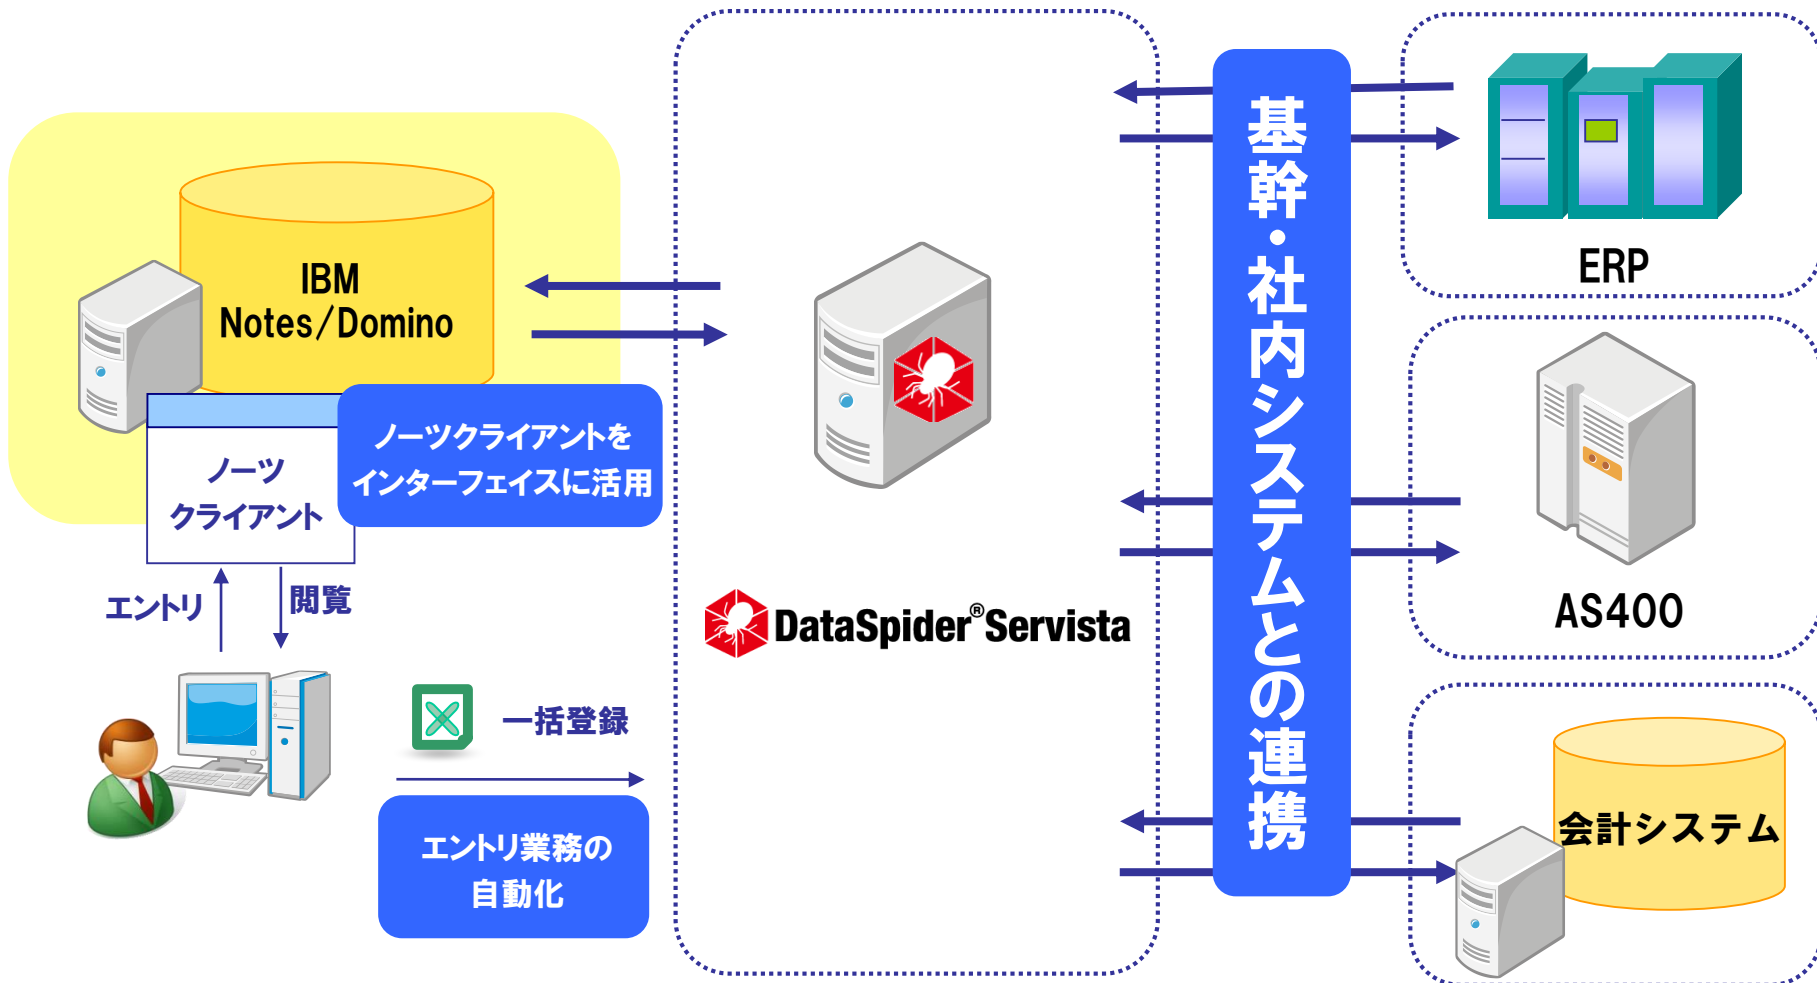 IBM
Notes/Domino
ノーツクライアントを
インターフェイスに活用
ノーツ
クライアント
エントリ
閲覧
一括登録
エントリ業務の
自動化
DataSpider®Servista
基幹・社内システムとの連携
ERP
AS400
会計システム